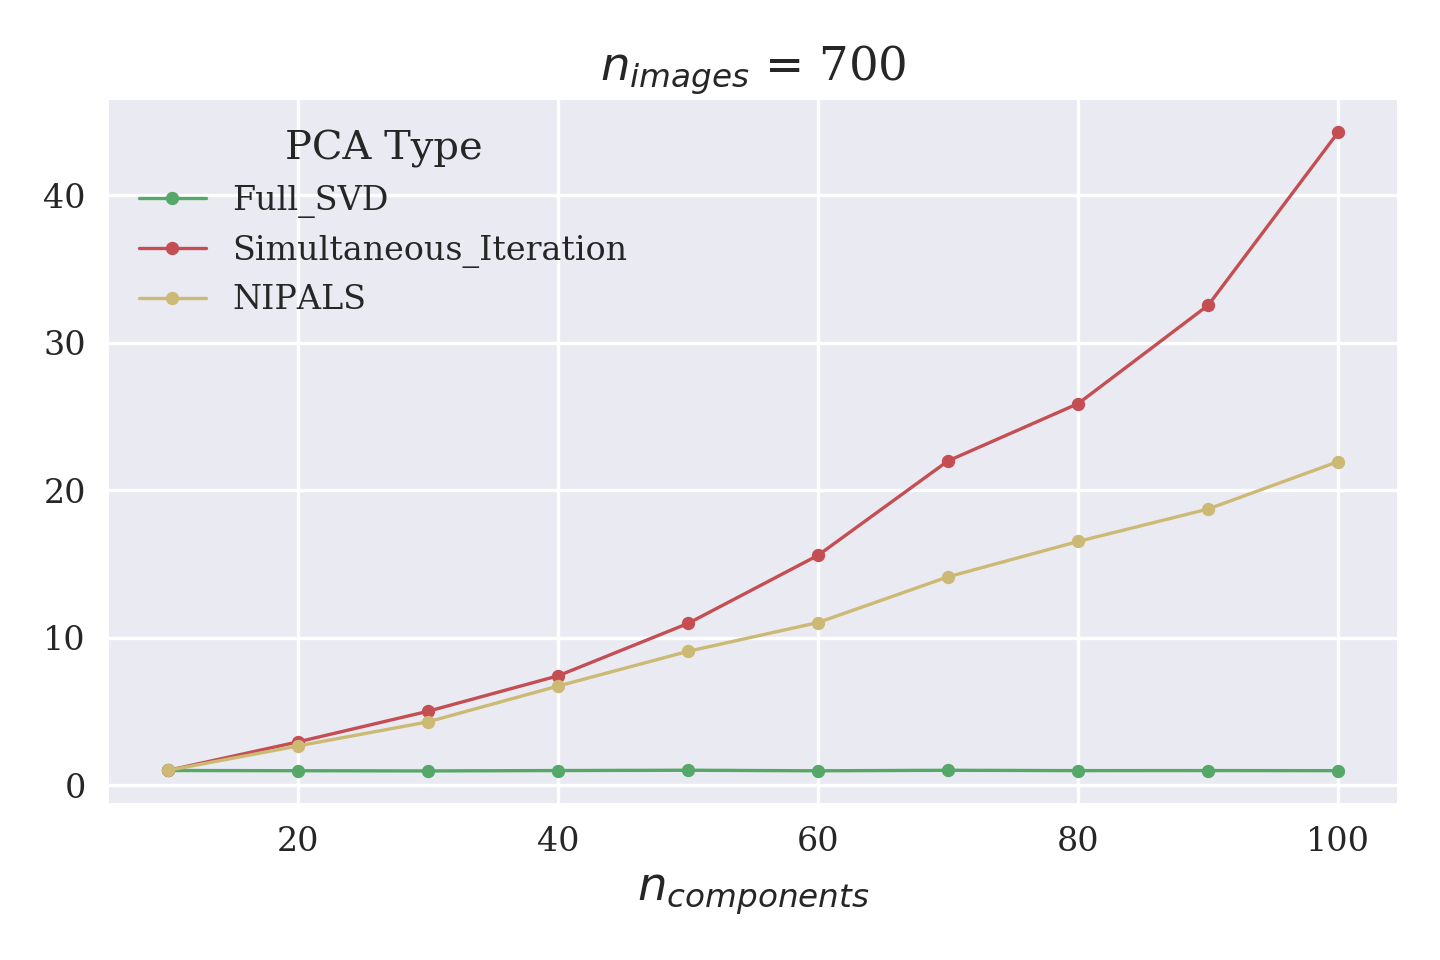 n_images = 700
PCA Type
Full_SVD
Simultaneous_Iteration
NIPALS
40
30
20
10
0
20 40 60 80 100
n_components